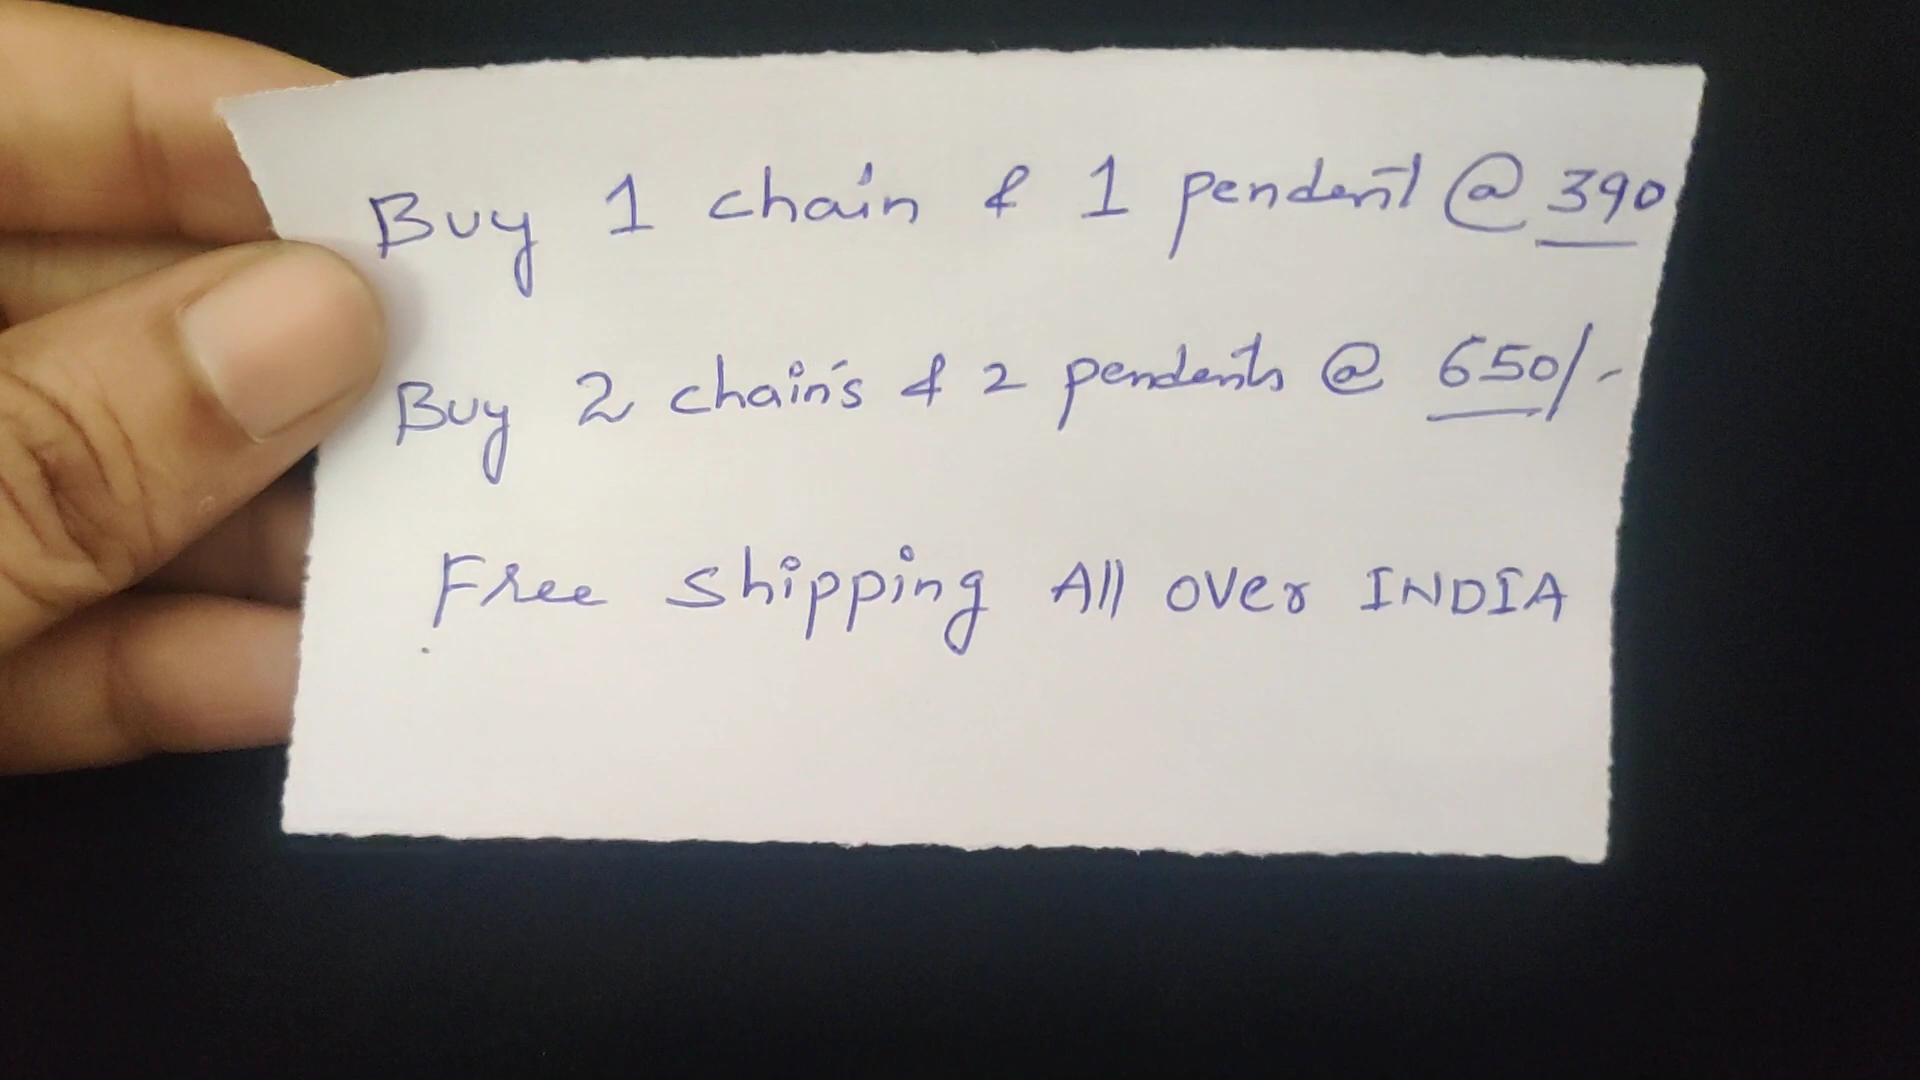 Buy 1 chain & 1 pendent @ 390
Buy 2 chain's & 2 pendents @ 650/-
Free shipping All over INDIA